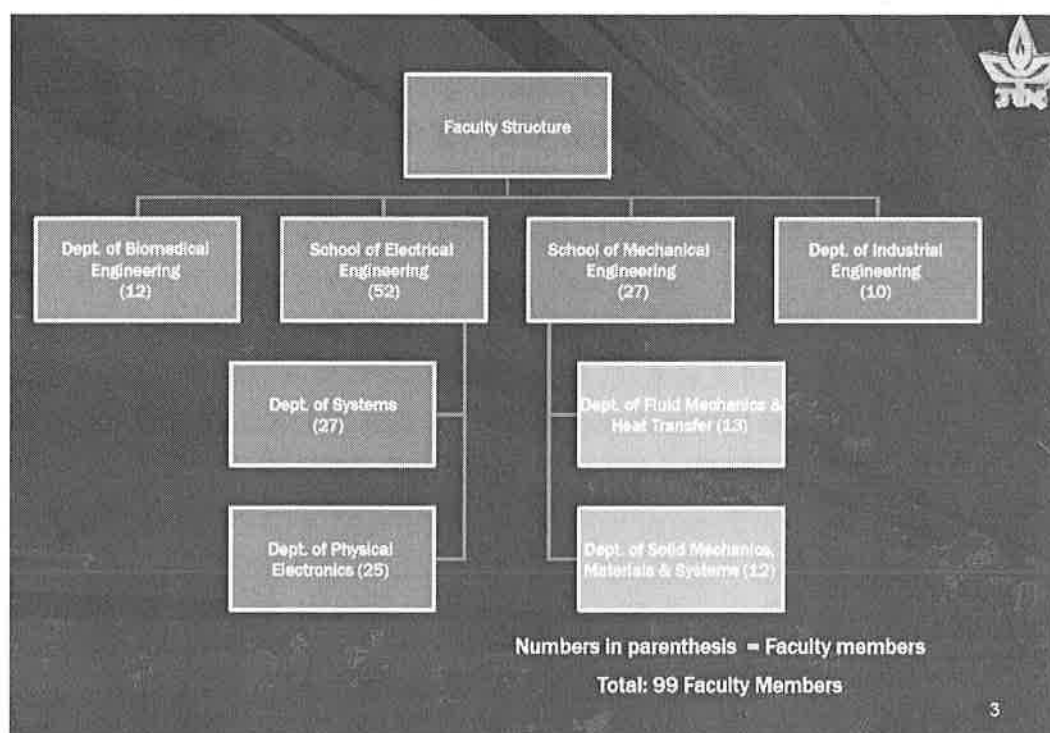 Faculty Structure
Dept. of Biomedical
Engineering
(12)
School of Electrical
Engineering
(52)
School of Mechanical
Engineering
(27)
Dept. of Industrial
Engineering
(10)
Dept. of Systems
(27)
Dept. of Fluid Mechanics &
Heat Transfer (13)
Dept. of Physical
Electronics (25)
Dept. of Solid Mechanics,
Materials & Systems (12)
Numbers in parenthesis = Faculty members
Total: 99 Faculty Members
3